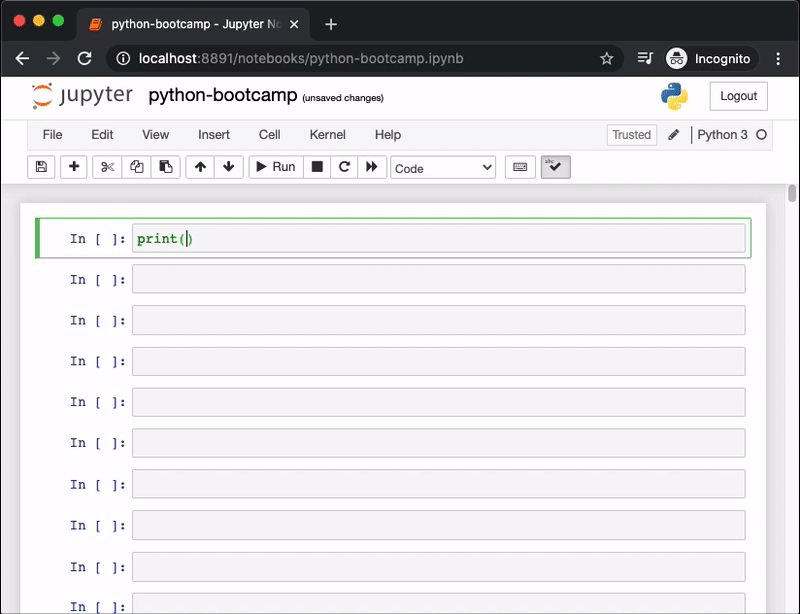 python-bootcamp - Jupyter No
localhost:8891/notebooks/python-bootcamp.ipynb
Incognito
jupyter python-bootcamp (unsaved changes)
Logout
File Edit View Insert Cell Kernel Help
Trusted
Python 3
Run
Code
abc
In [ ]: print()
In [ ]:
In [ ]:
In [ ]:
In [ ]:
In [ ]:
In [ ]:
In [ ]:
In [ ]:
In [ ]: